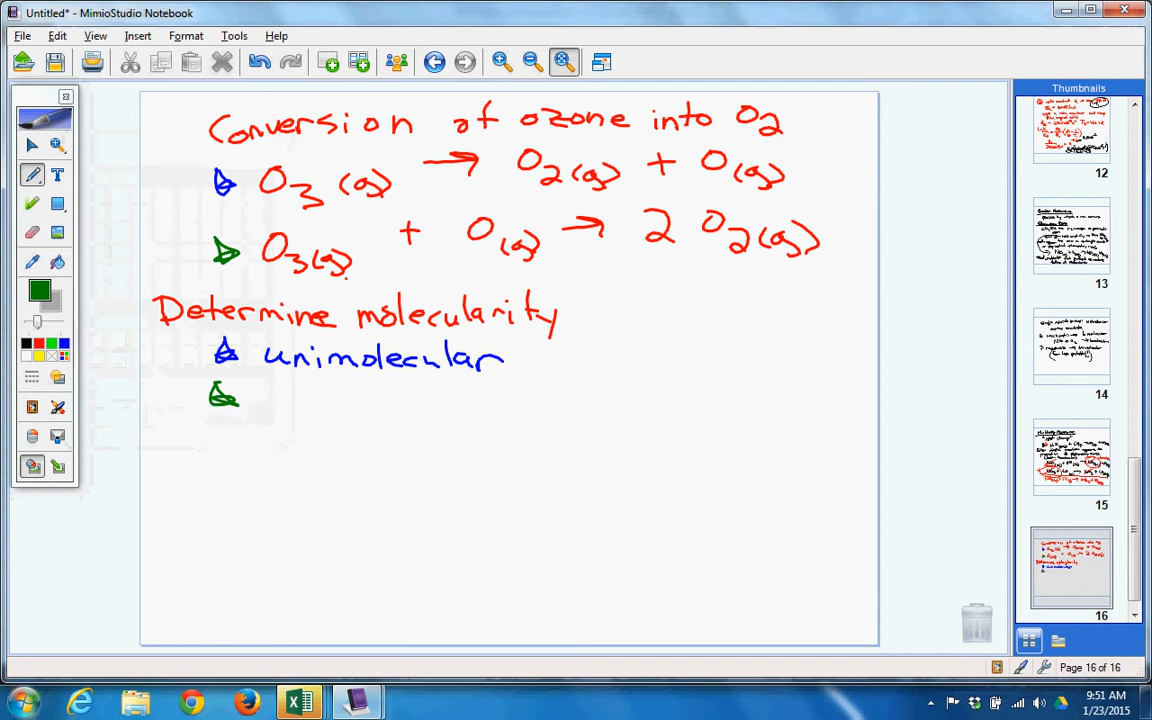 Untitled* - MimioStudio Notebook
File Edit View Insert Format Tools Help
Thumbnails
Conversion of ozone into O2
O3 (g) → O2(g) + O(g)
O3(g) + O(g) → 2 O2(g)
Determine molecularity
unimolecular
12
13
14
15
16
Page 16 of 16
9:51 AM
1/23/2015